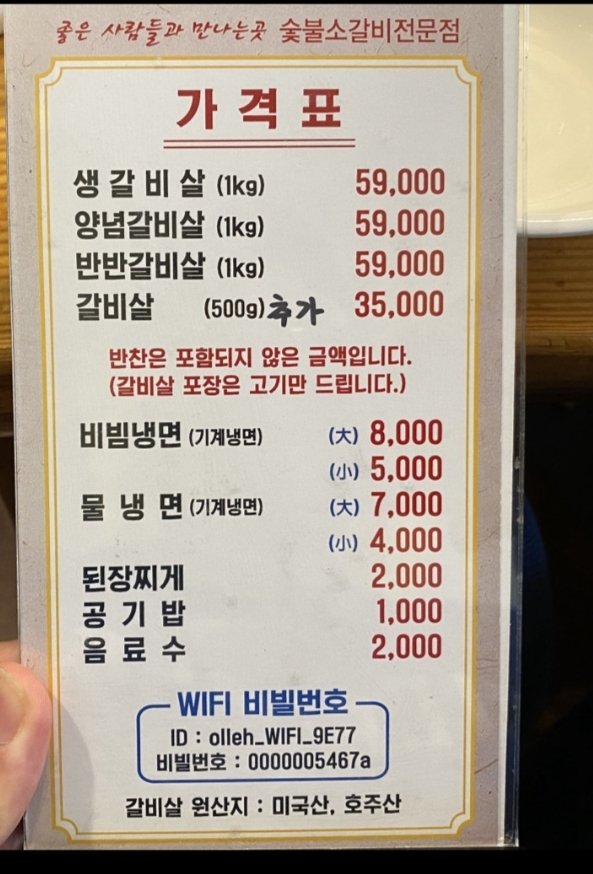 좋은 사람들과 만나는곳 숯불소갈비전문점
가격표
생갈비살 (1kg) 59,000
양념갈비살 (1kg) 59,000
반반갈비살 (1kg) 59,000
갈비살 (500g) 추가 35,000
반찬은 포함되지 않은 금액입니다.
(갈비살 포장은 고기만 드립니다.)
비빔냉면 (기계냉면) (大) 8,000
(小) 5,000
물냉면 (기계냉면) (大) 7,000
(小) 4,000
된장찌게 2,000
공기밥 1,000
음료수 2,000
WIFI 비빌번호
ID : olleh_WIFI_9E77
비빌번호 : 0000005467a
갈비살 원산지 : 미국산, 호주산